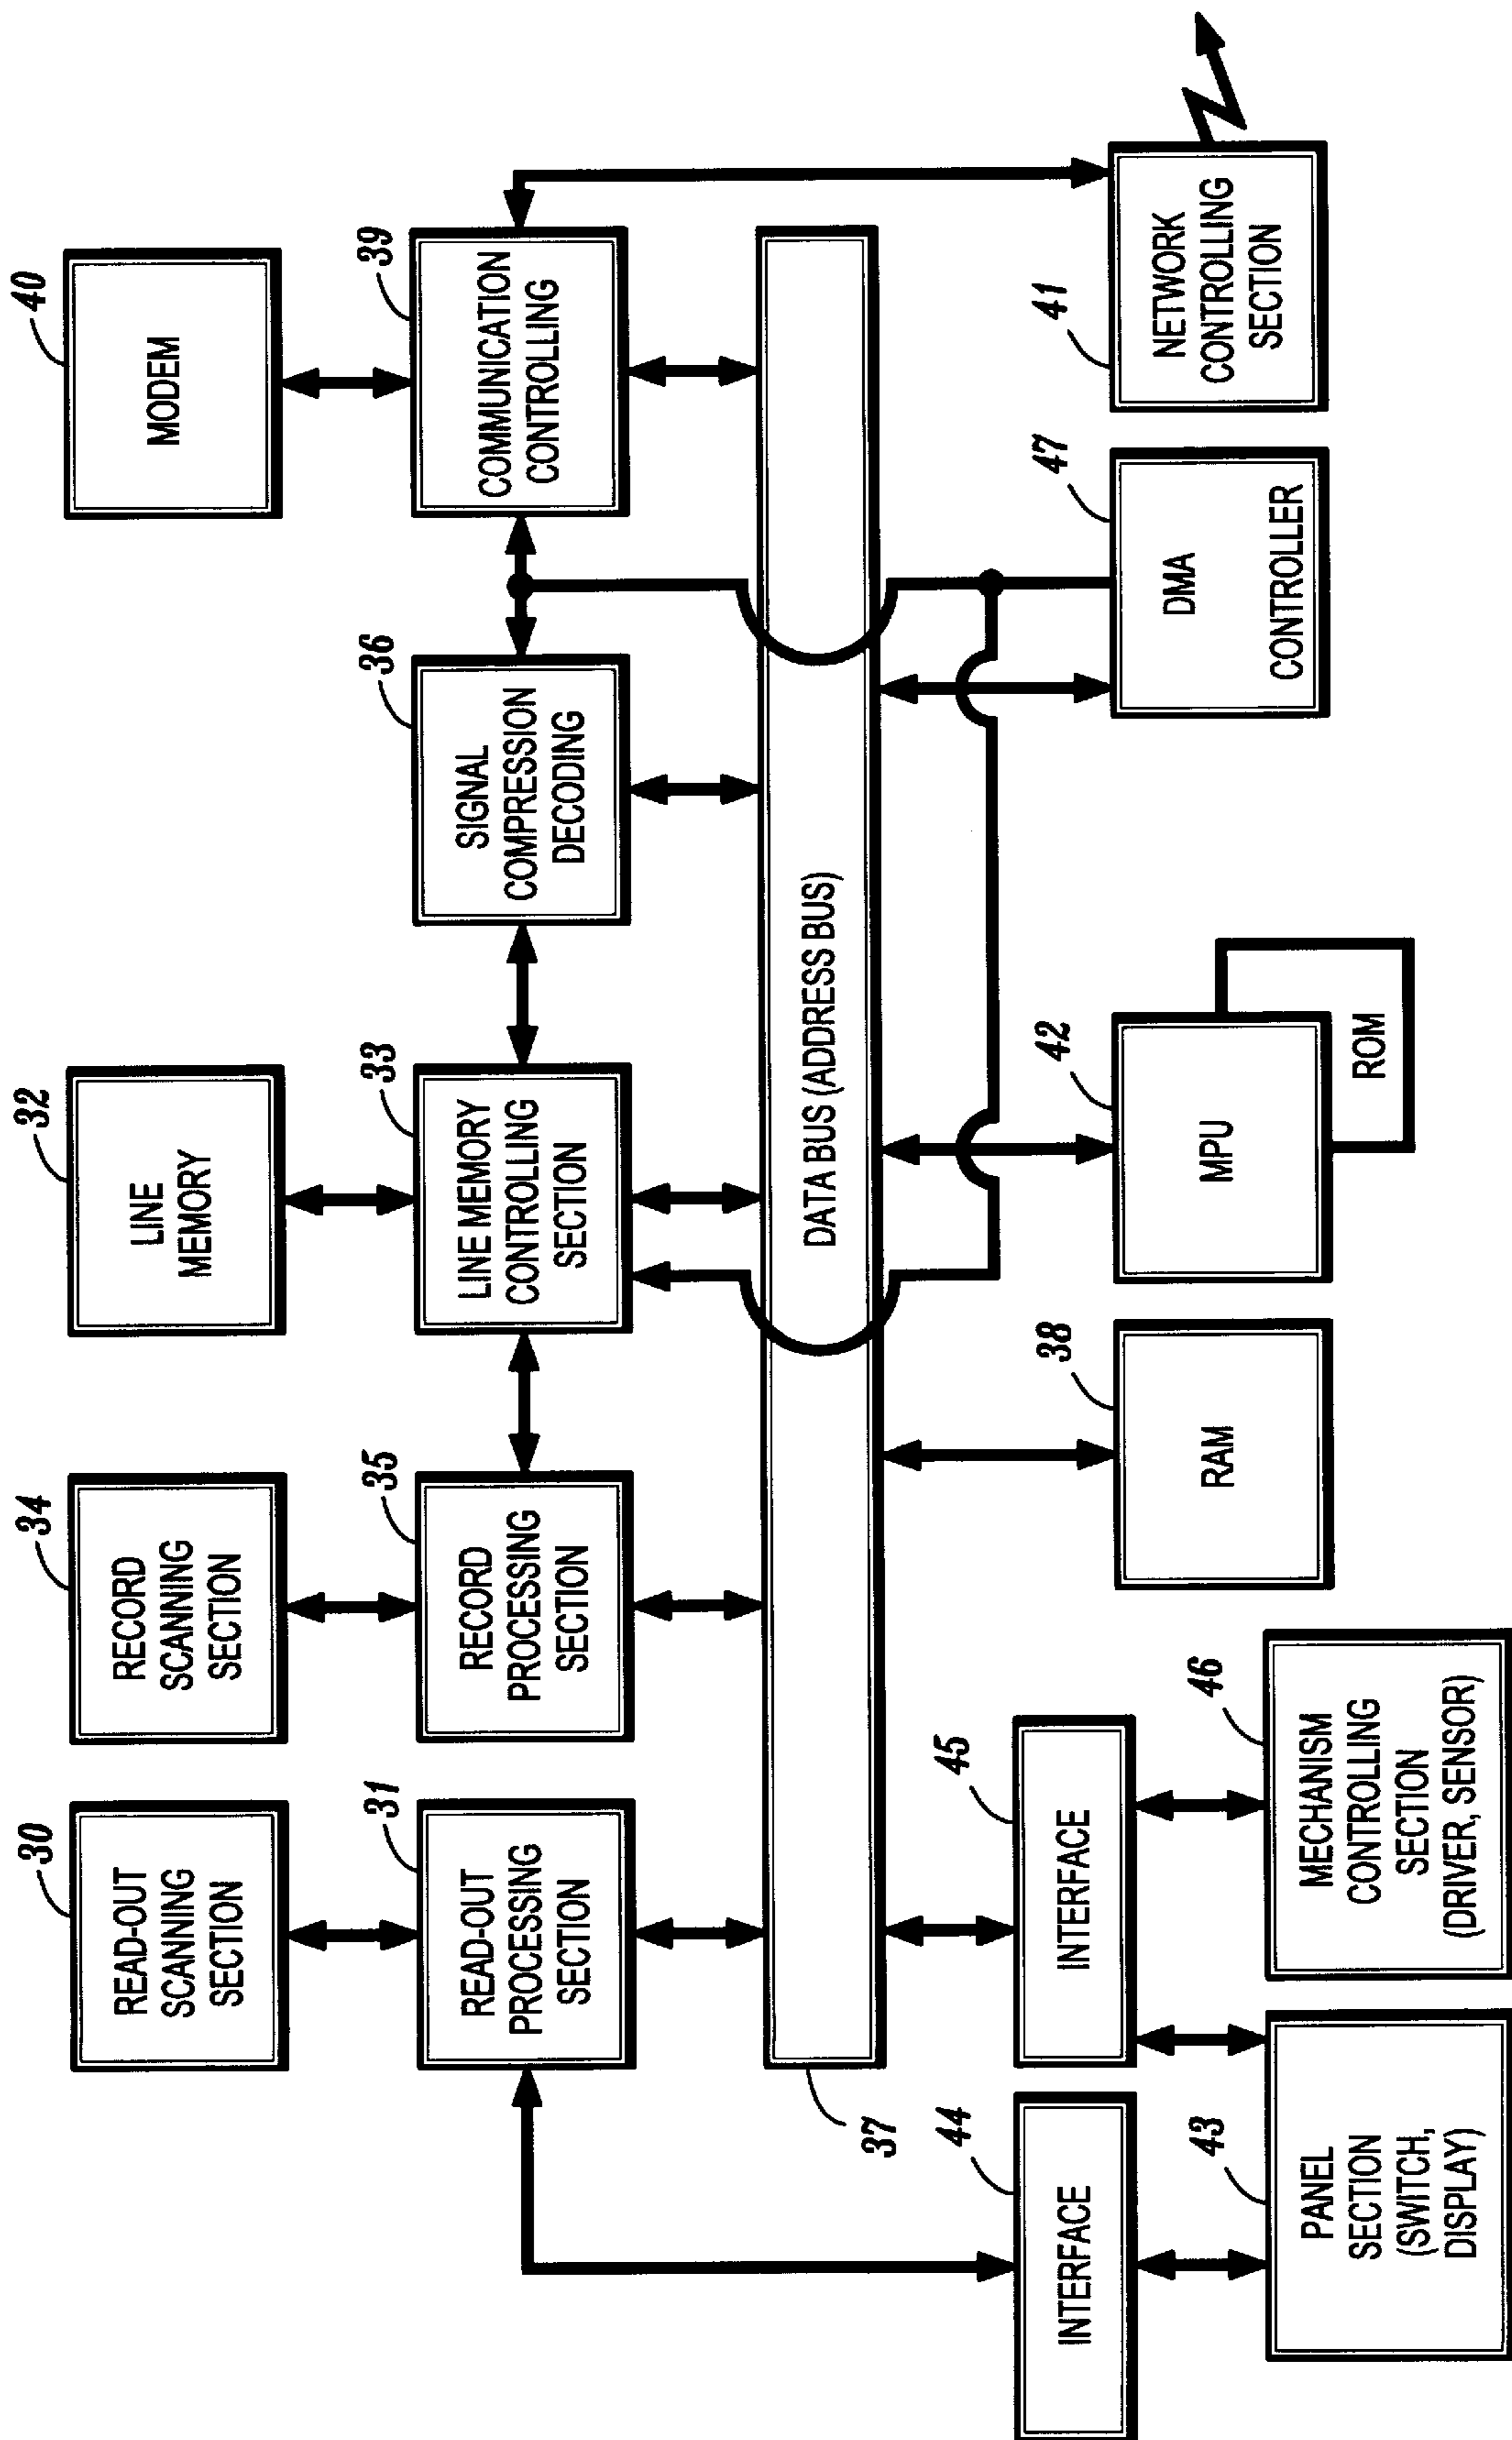 30
READ-OUT
SCANNING
SECTION
34
RECORD
SCANNING
SECTION
32
LINE
MEMORY
40
MODEM
31
READ-OUT
PROCESSING
SECTION
35
RECORD
PROCESSING
SECTION
33
LINE MEMORY
CONTROLLING
SECTION
36
SIGNAL
COMPRESSION
DECODING
39
COMMUNICATION
CONTROLLING
DATA BUS (ADDRESS BUS)
37
44
INTERFACE
45
INTERFACE
43
PANEL
SECTION
(SWITCH,
DISPLAY)
46
MECHANISM
CONTROLLING
SECTION
(DRIVER, SENSOR)
38
RAM
42
MPU
ROM
47
DMA
CONTROLLER
41
NETWORK
CONTROLLING
SECTION